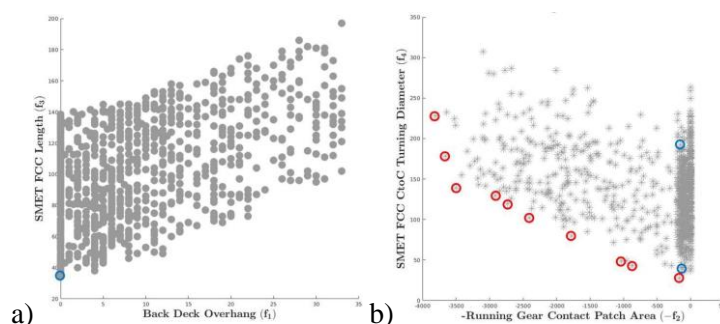 200
180
160
140
120
100
80
60
40
20
SMET FCC Length (f₃)
0 5 10 15 20 25 30 35
Back Deck Overhang (f₁)
a)
350
300
250
200
150
100
50
0
SMET FCC CtoC Turning Diameter (f₄)
-4000 -3500 -3000 -2500 -2000 -1500 -1000 -500 0
-Running Gear Contact Patch Area (−f₂)
b)